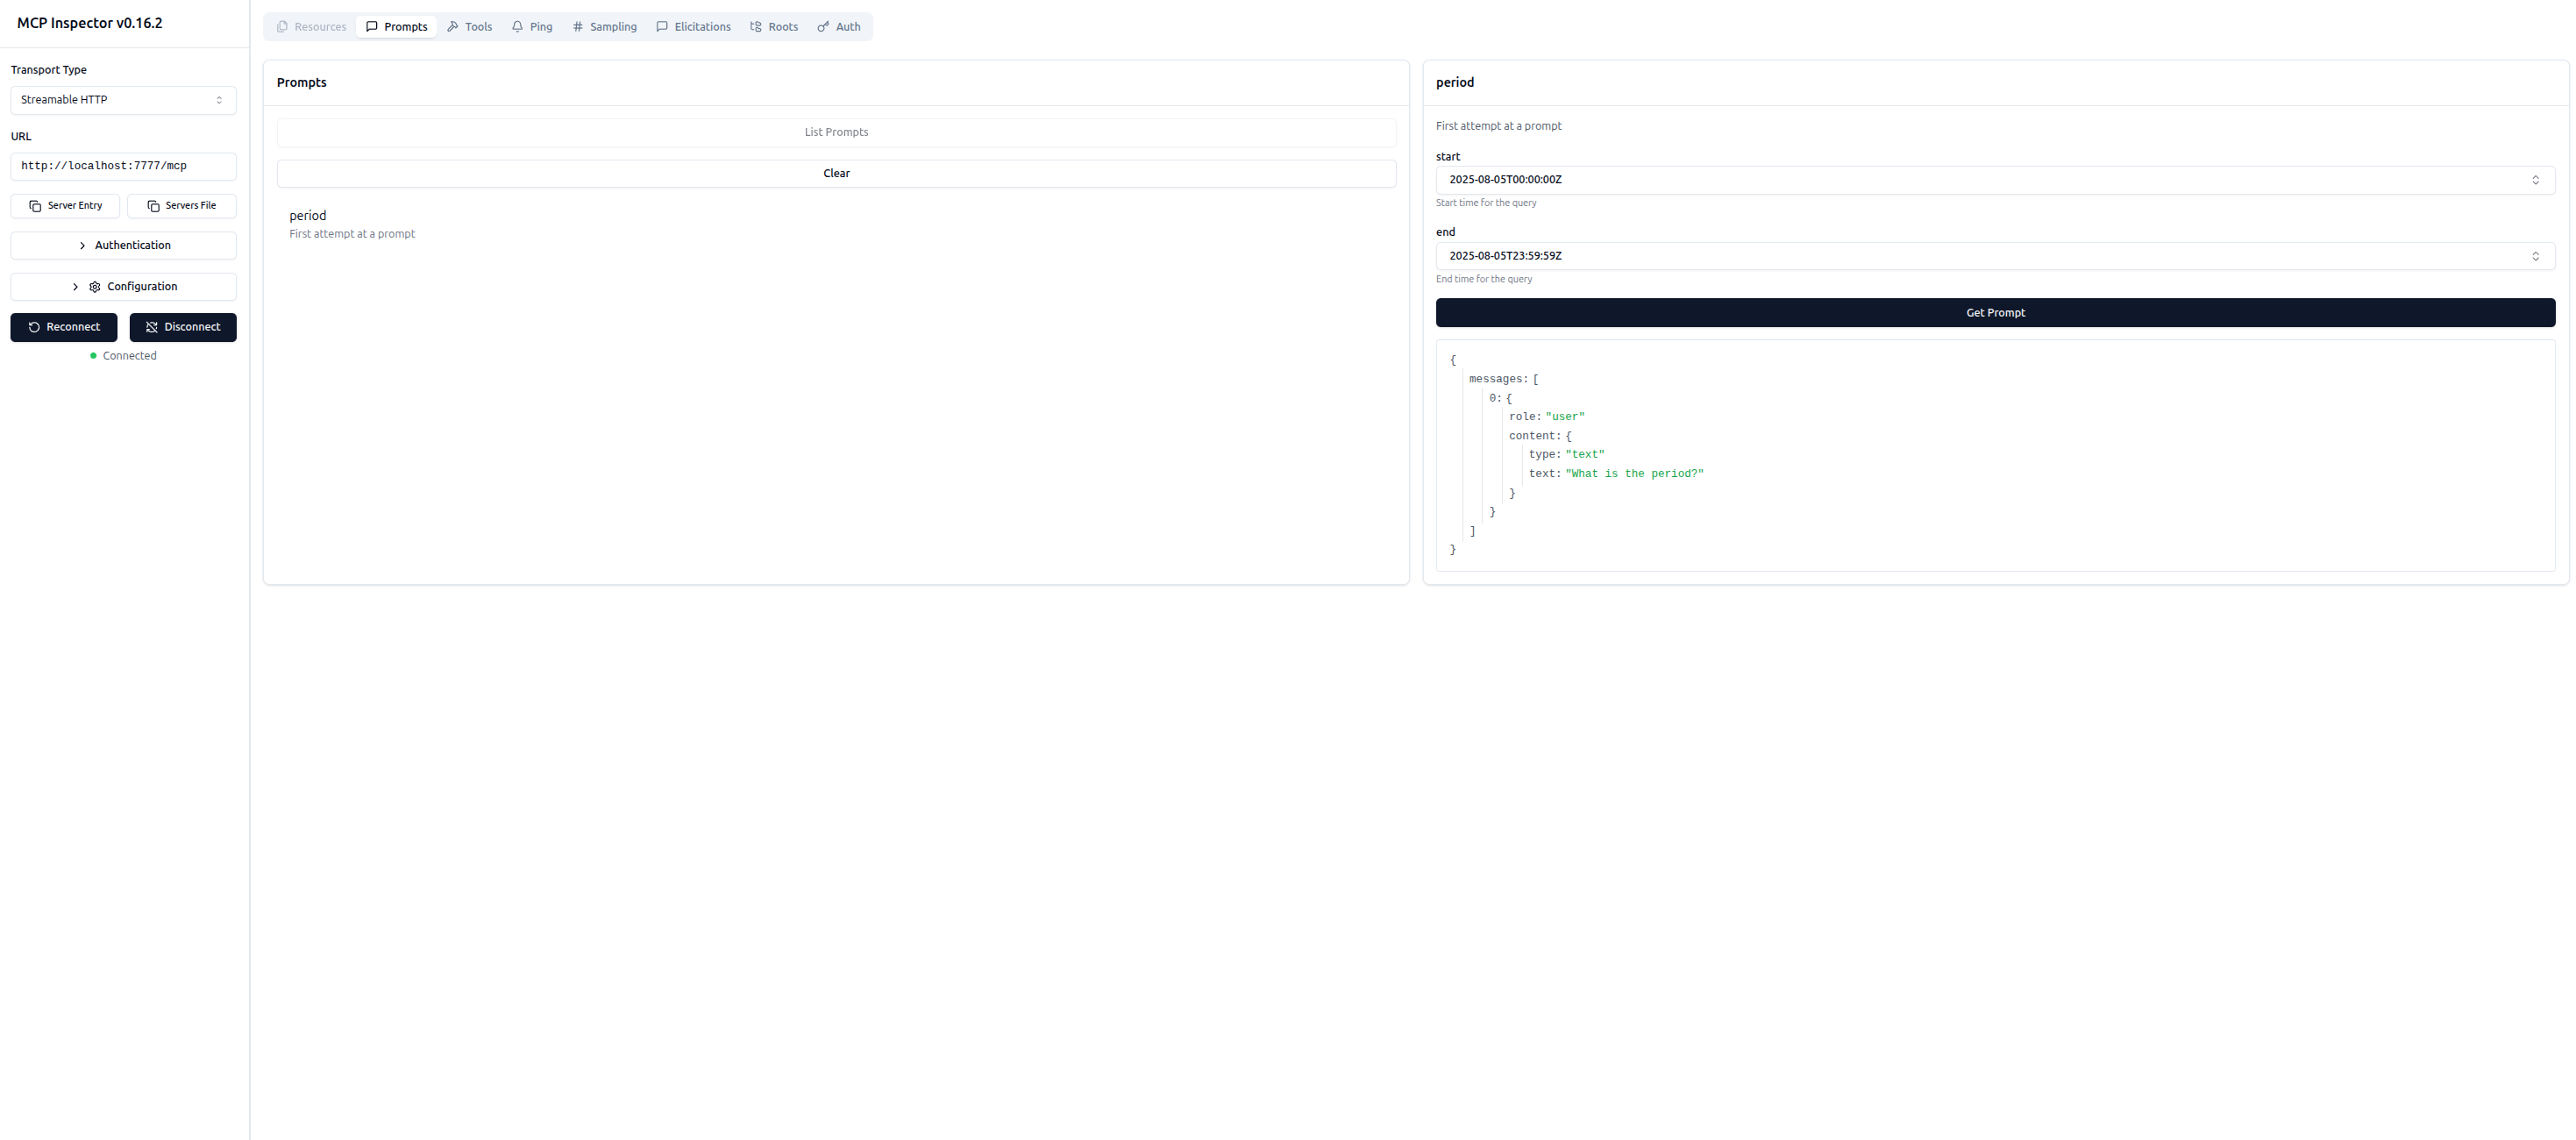 MCP Inspector v0.16.2
Transport Type
Streamable HTTP
URL
http://localhost:7777/mcp
Server Entry
Servers File
Authentication
Configuration
Reconnect
Disconnect
Connected
Resources
Prompts
Tools
Ping
Sampling
Elicitations
Roots
Auth
Prompts
List Prompts
Clear
period
First attempt at a prompt
period
First attempt at a prompt
start
2025-08-05T00:00:00Z
Start time for the query
end
2025-08-05T23:59:59Z
End time for the query
Get Prompt
{
messages: [
0: {
role: "user"
content: {
type: "text"
text: "What is the period?"
}
}
]
}